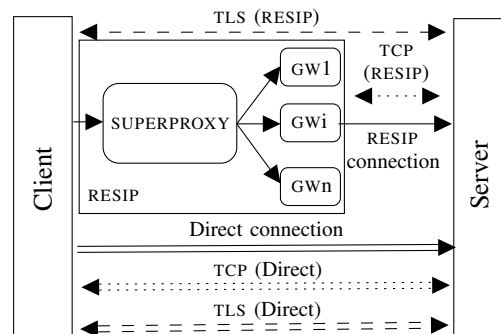 TLS (RESIP)
Client
SUPERPROXY
GW1
GWi
GWn
RESIP
TCP
(RESIP)
RESIP
connection
Server
Direct connection
TCP (Direct)
TLS (Direct)